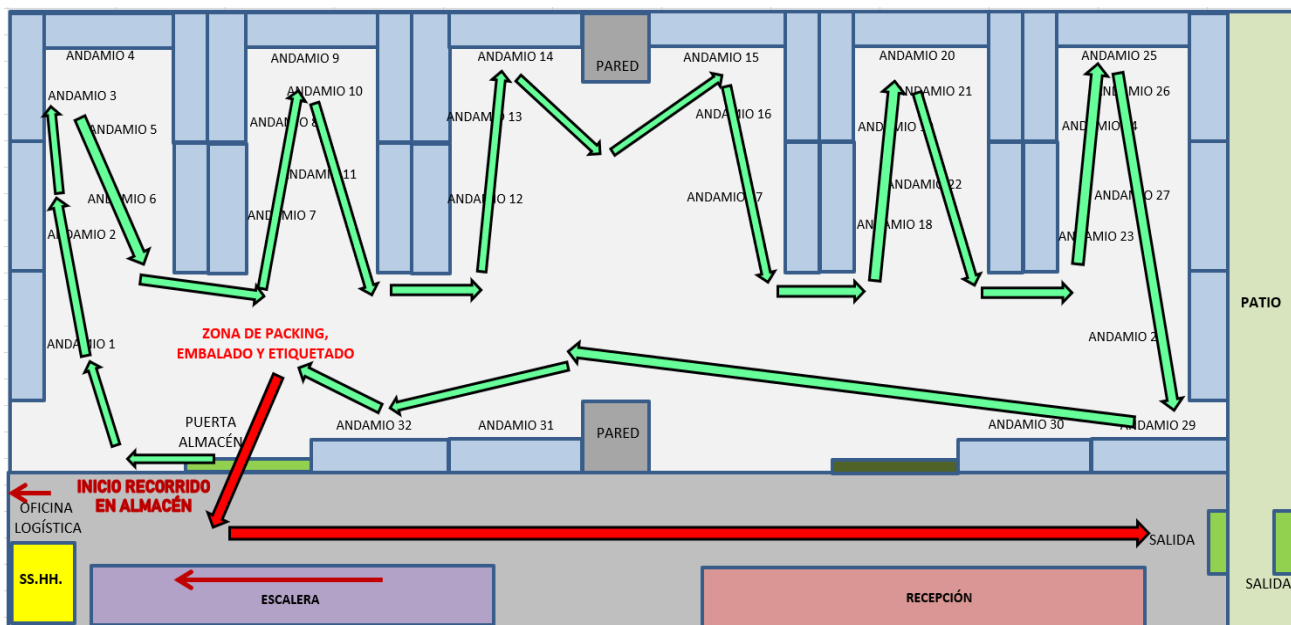 ANDAMIO 4
ANDAMIO 9
ANDAMIO 14
PARED
ANDAMIO 15
ANDAMIO 20
ANDAMIO 25
ANDAMIO 3
ANDAMIO 10
ANDAMIO 21
ANDAMIO 26
ANDAMIO 5
ANDAMIO 8
ANDAMIO 13
ANDAMIO 16
ANDAMIO
ANDAMIO
ANDAMIO 11
ANDAMIO 6
ANDAMIO 12
ANDAMIO
ANDAMIO 22
ANDAMIO 27
ANDAMIO 7
ANDAMIO 18
ANDAMIO 2
ANDAMIO 23
PATIO
ZONA DE PACKING,
EMBALADO Y ETIQUETADO
ANDAMIO 1
ANDAMIO
PUERTA
ALMACÉN
ANDAMIO 32
ANDAMIO 31
PARED
ANDAMIO 30
ANDAMIO 29
INICIO RECORRIDO
EN ALMACÉN
OFICINA
LOGÍSTICA
SALIDA
SS.HH.
ESCALERA
RECEPCIÓN
SALIDA